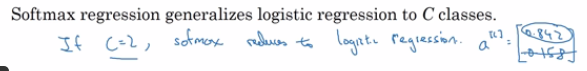 Softmax regression generalizes logistic regression to C classes.
If C=2, softmax reduces to logistic regression. a^[L] = [0.842 0.158]